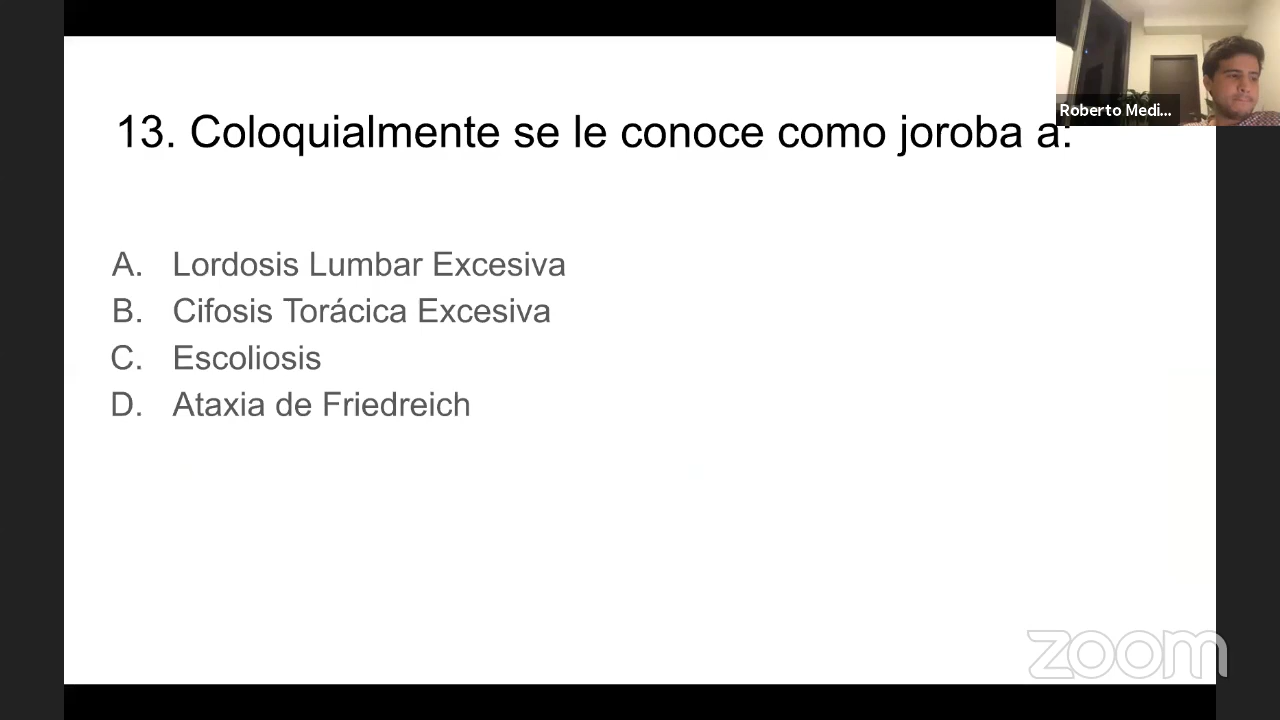 Roberto Medi...
13. Coloquialmente se le conoce como joroba a:
A. Lordosis Lumbar Excesiva
B. Cifosis Torácica Excesiva
C. Escoliosis
D. Ataxia de Friedreich
zoom